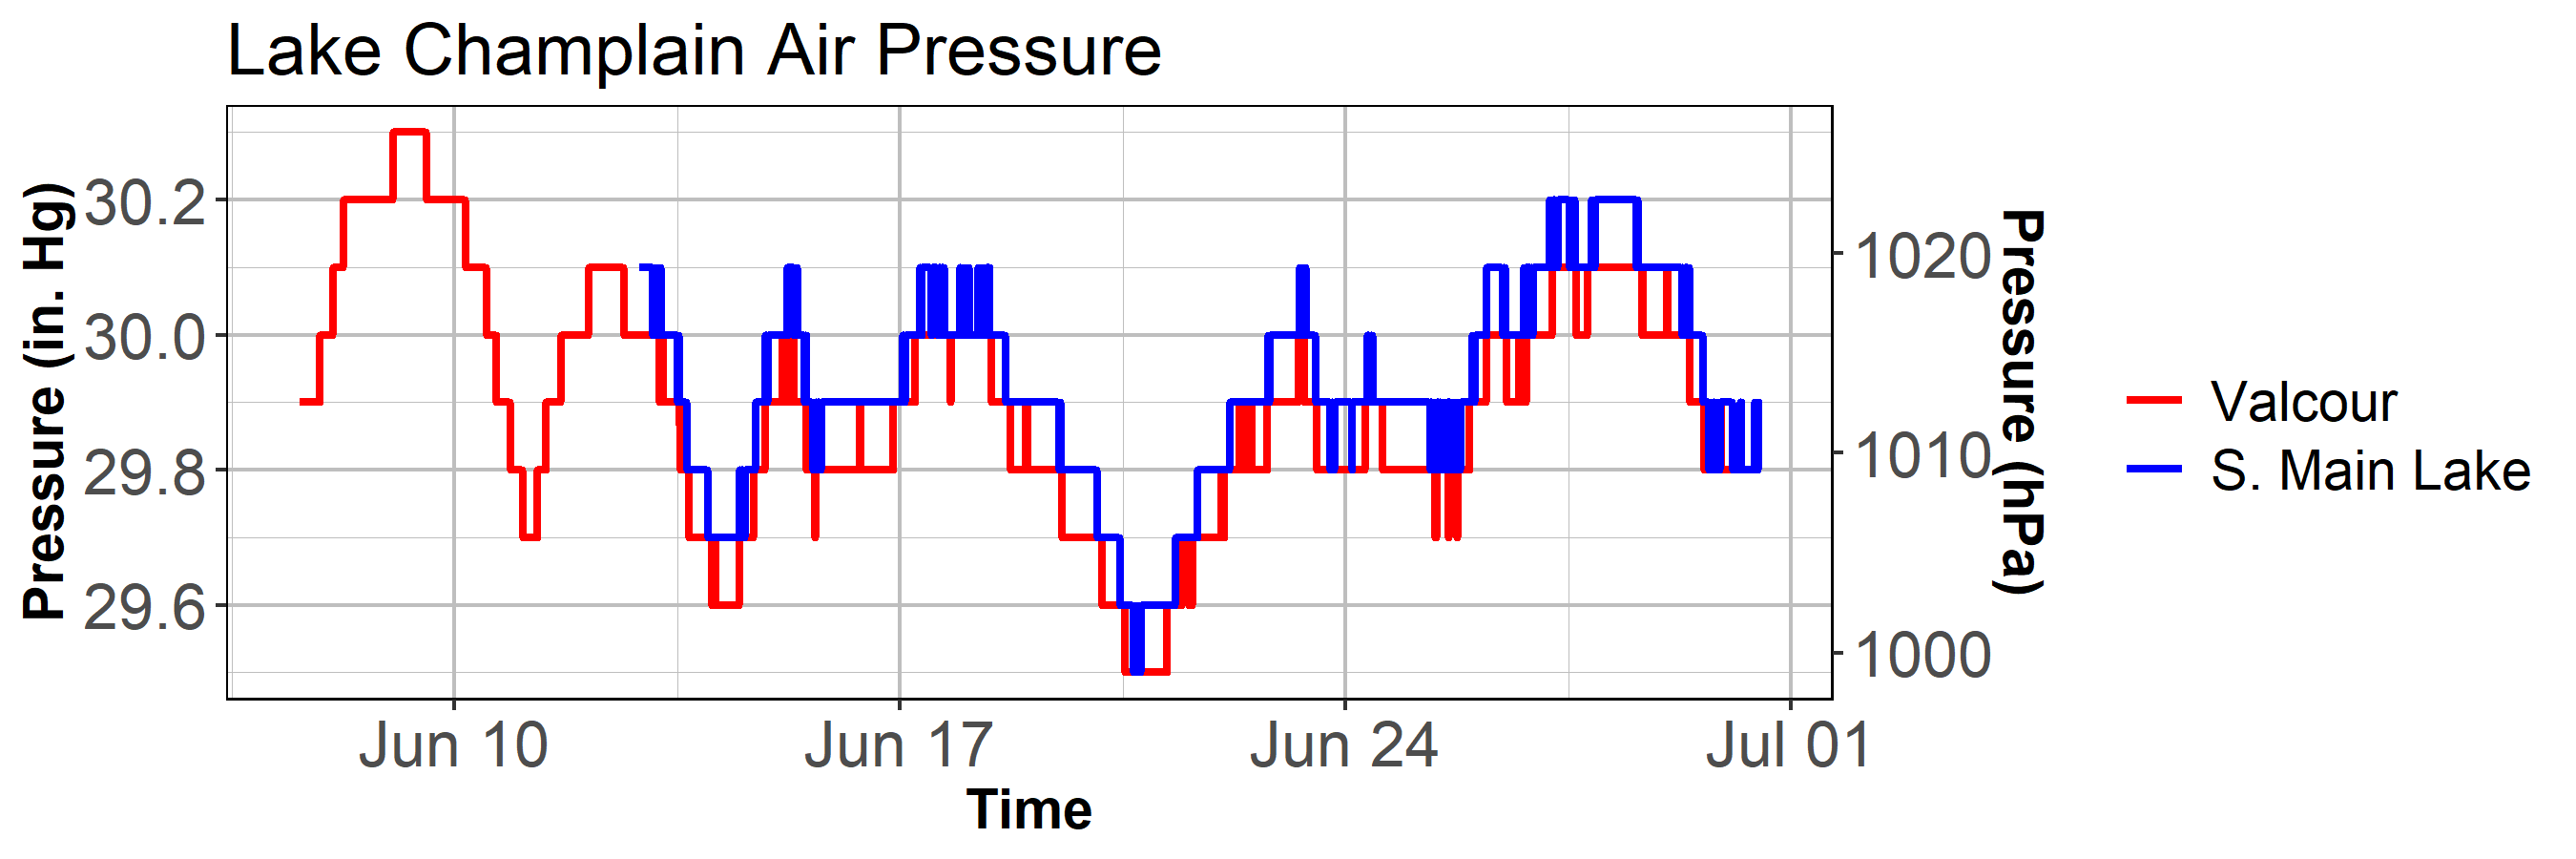 Lake Champlain Air Pressure
Pressure (in. Hg)
30.2
30.0
29.8
29.6
1020
1010
1000
Pressure (hPa)
Jun 10
Jun 17
Jun 24
Jul 01
Time
Valcour
S. Main Lake